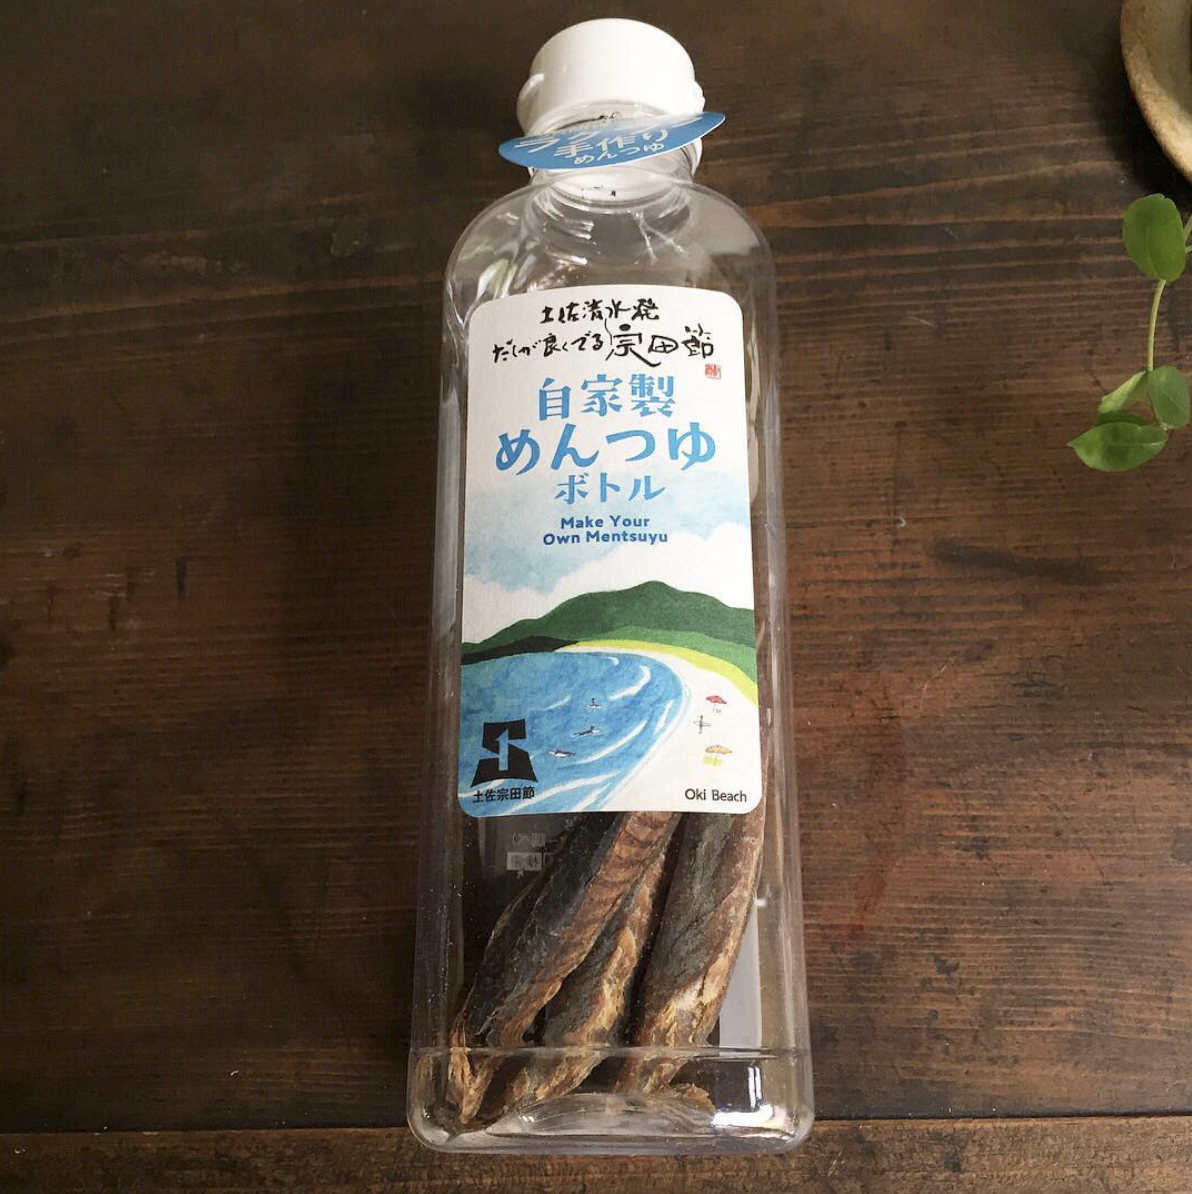 手作り
めんつゆ
土佐清水発
だしが良くでる宗田節
自家製
めんつゆ
ボトル
Make Your
Own Mentsuyu
土佐宗田節
Oki Beach